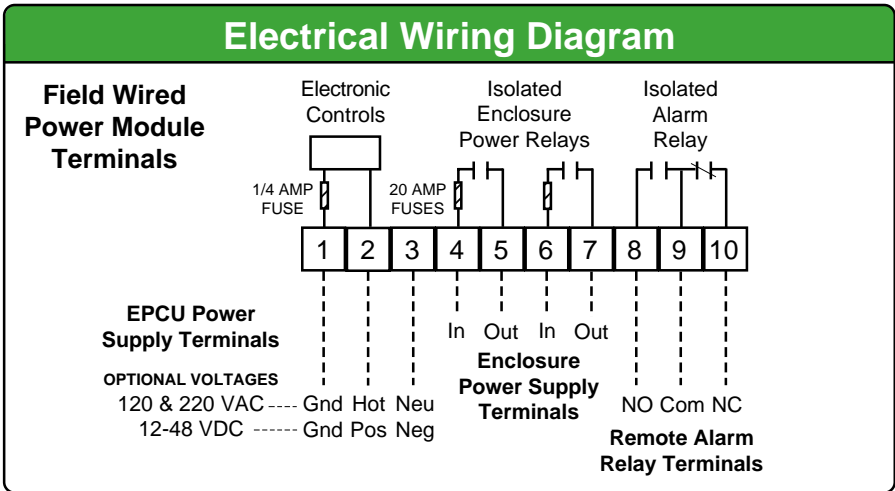 Electrical Wiring Diagram
Field Wired
Power Module
Terminals
Electronic
Controls
Isolated
Enclosure
Power Relays
Isolated
Alarm
Relay
1/4 AMP
FUSE
20 AMP
FUSES
1 2 3 4 5 6 7 8 9 10
EPCU Power
Supply Terminals
In Out In Out
Enclosure
Power Supply
Terminals
OPTIONAL VOLTAGES
120 & 220 VAC ---- Gnd Hot Neu
12-48 VDC ------ Gnd Pos Neg
NO Com NC
Remote Alarm
Relay Terminals